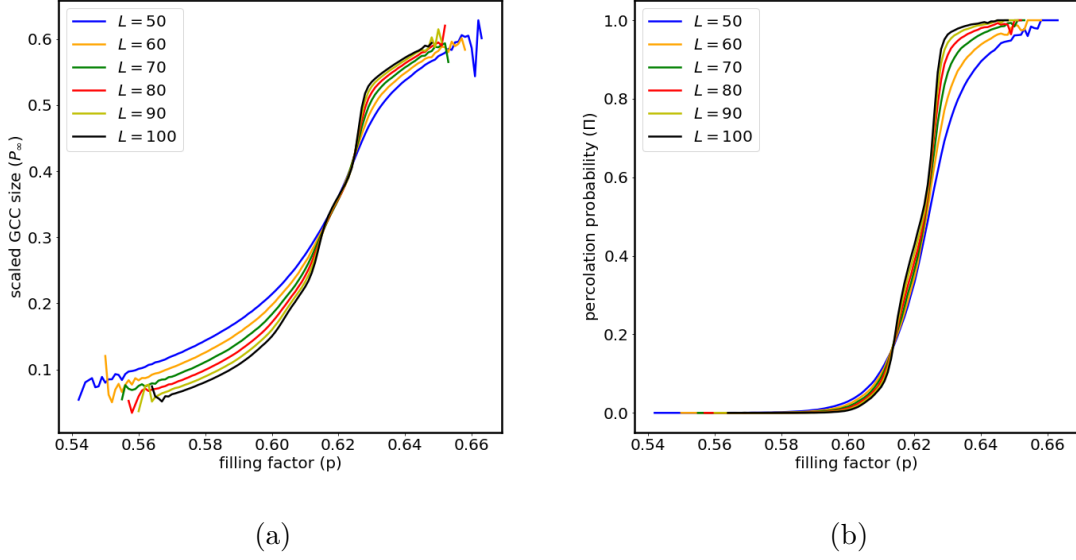 L = 50
L = 60
L = 70
L = 80
L = 90
L = 100
0.6
0.5
0.4
0.3
0.2
0.1
scaled GCC size (P∞)
0.54 0.56 0.58 0.60 0.62 0.64 0.66
filling factor (p)
(a)
L = 50
L = 60
L = 70
L = 80
L = 90
L = 100
1.0
0.8
0.6
0.4
0.2
0.0
percolation probability (Π)
0.54 0.56 0.58 0.60 0.62 0.64 0.66
filling factor (p)
(b)